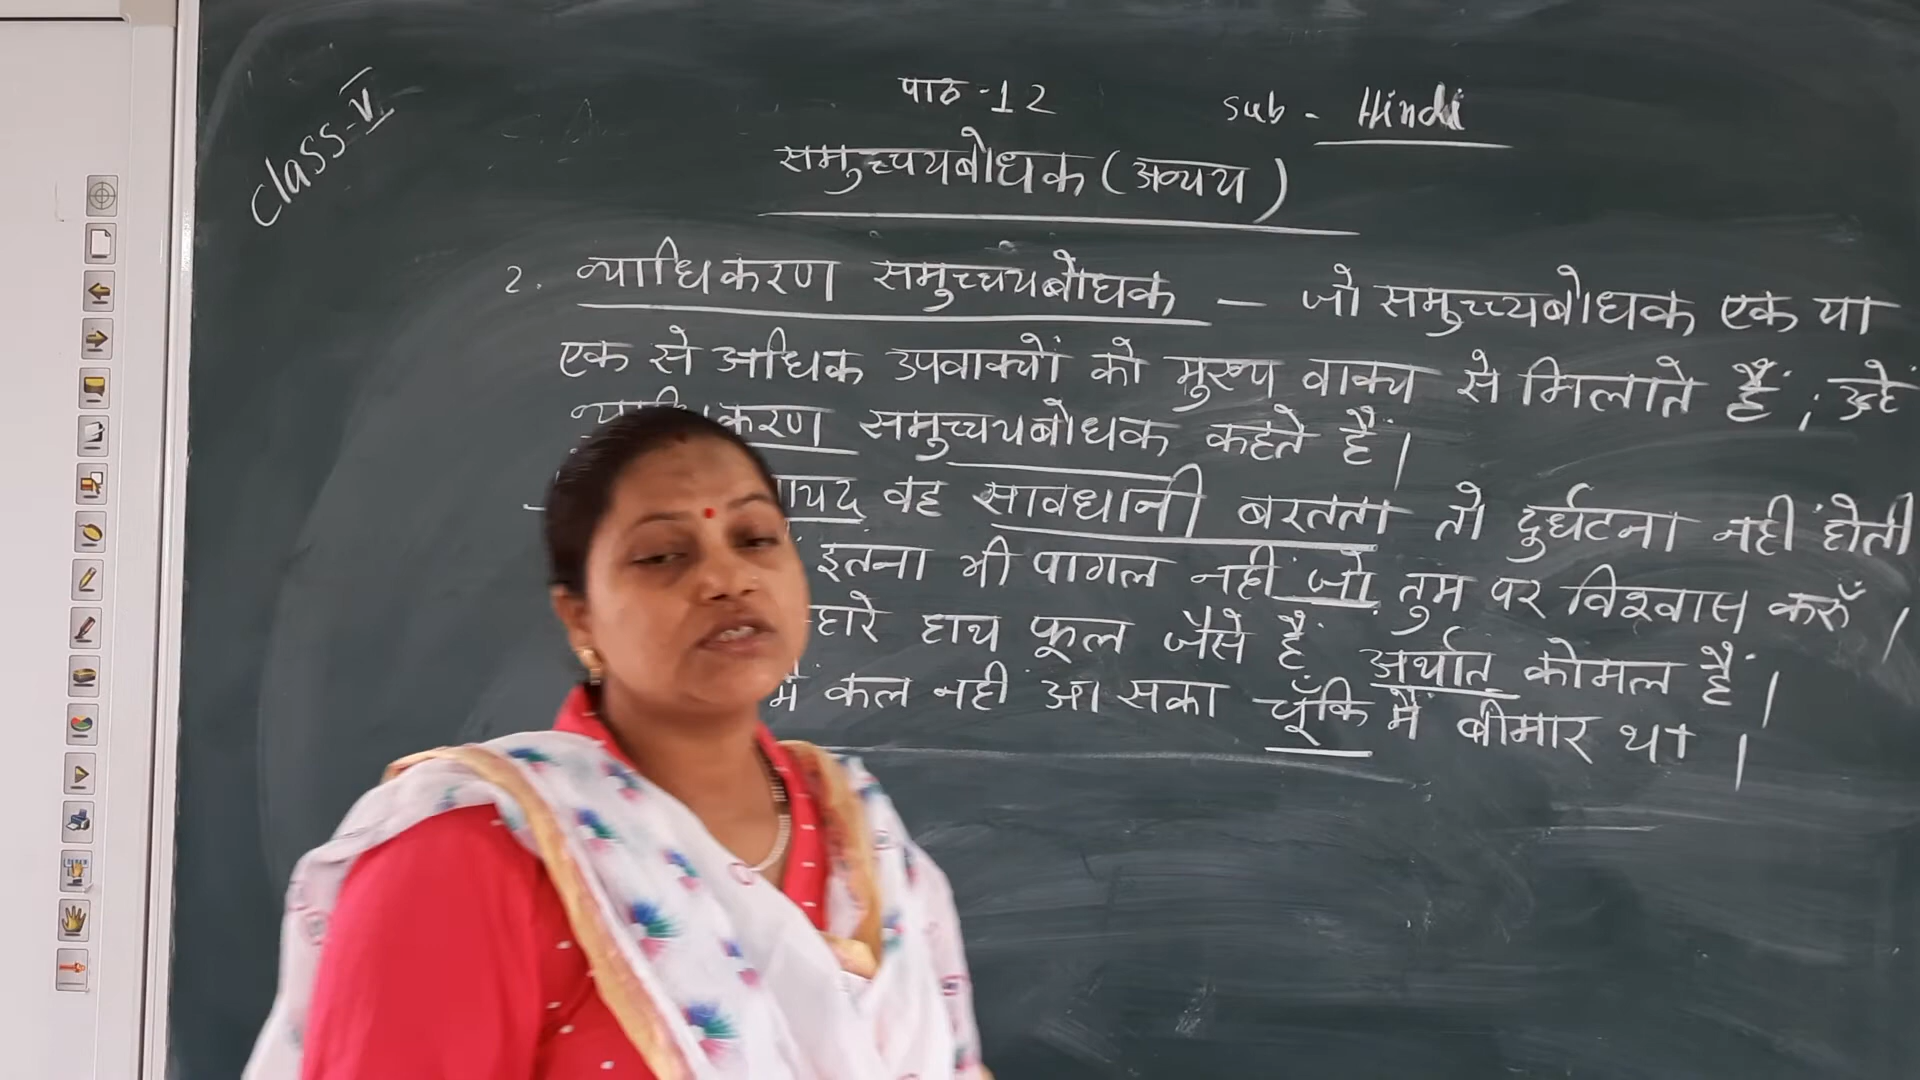 class-V
पाठ-12
sub - Hindi
समुच्चयबोधक (अव्यय)
2. व्याधिकरण समुच्चयबोधक - जो समुच्चयबोधक एक या
एक से अधिक उपवाक्यों को मुख्य वाक्य से मिलाते हैं; उन्हें
व्याधिकरण समुच्चयबोधक कहते हैं।
वह सावधानी बरतता तो दुर्घटना नहीं होती
इतना भी पागल नहीं जो तुम पर विश्वास करूँ।
हाथ फूल जैसे हैं अर्थात कोमल हैं।
मैं कल नहीं आ सका चूँकि मैं बीमार था।